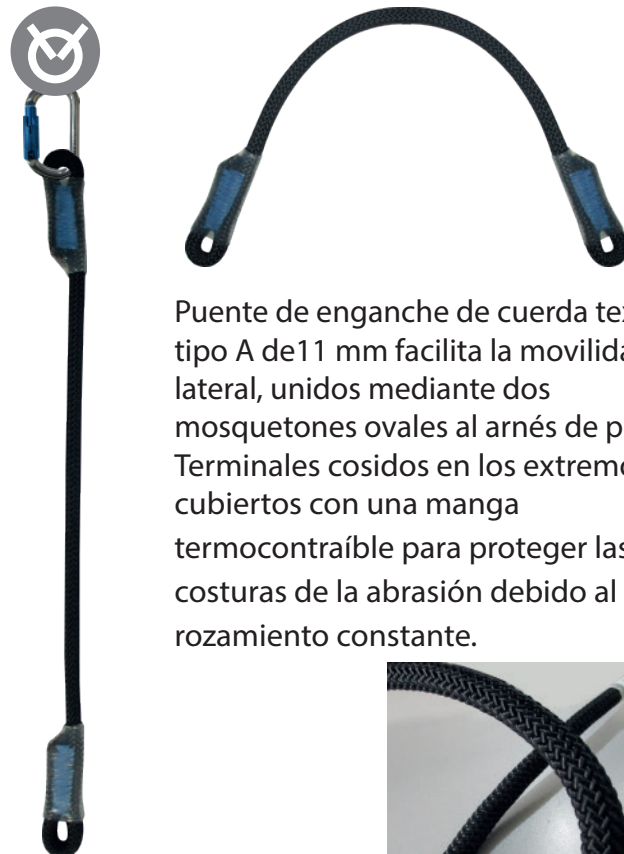 Puente de enganche de cuerda tex
tipo A de11 mm facilita la movilida
lateral, unidos mediante dos
mosquetones ovales al arnés de p
Terminales cosidos en los extremo
cubiertos con una manga
termocontraíble para proteger las
costuras de la abrasión debido al
rozamiento constante.